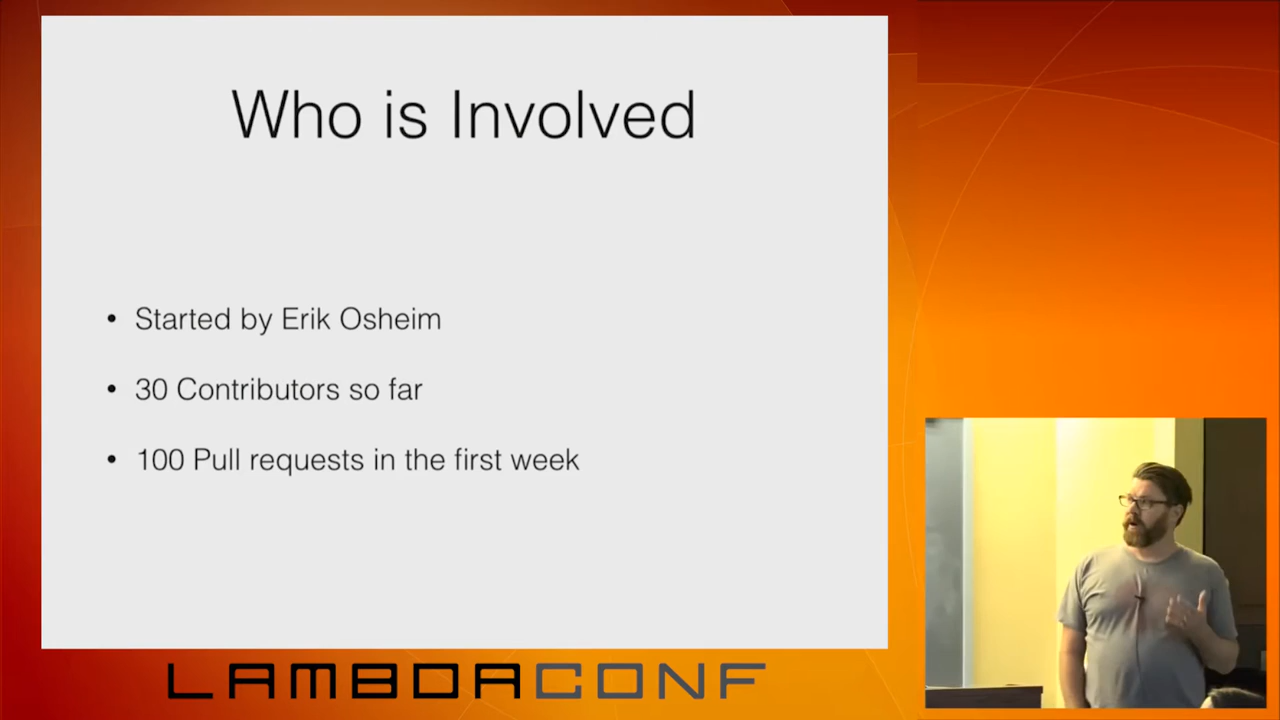 Who is Involved
• Started by Erik Osheim
• 30 Contributors so far
• 100 Pull requests in the first week
LAMBDACONF